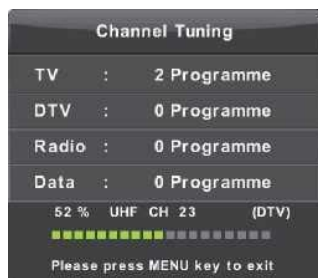 Channel Tuning
TV : 2 Programme
DTV : 0 Programme
Radio : 0 Programme
Data : 0 Programme
52 % UHF CH 23 (DTV)
Please press MENU key to exit